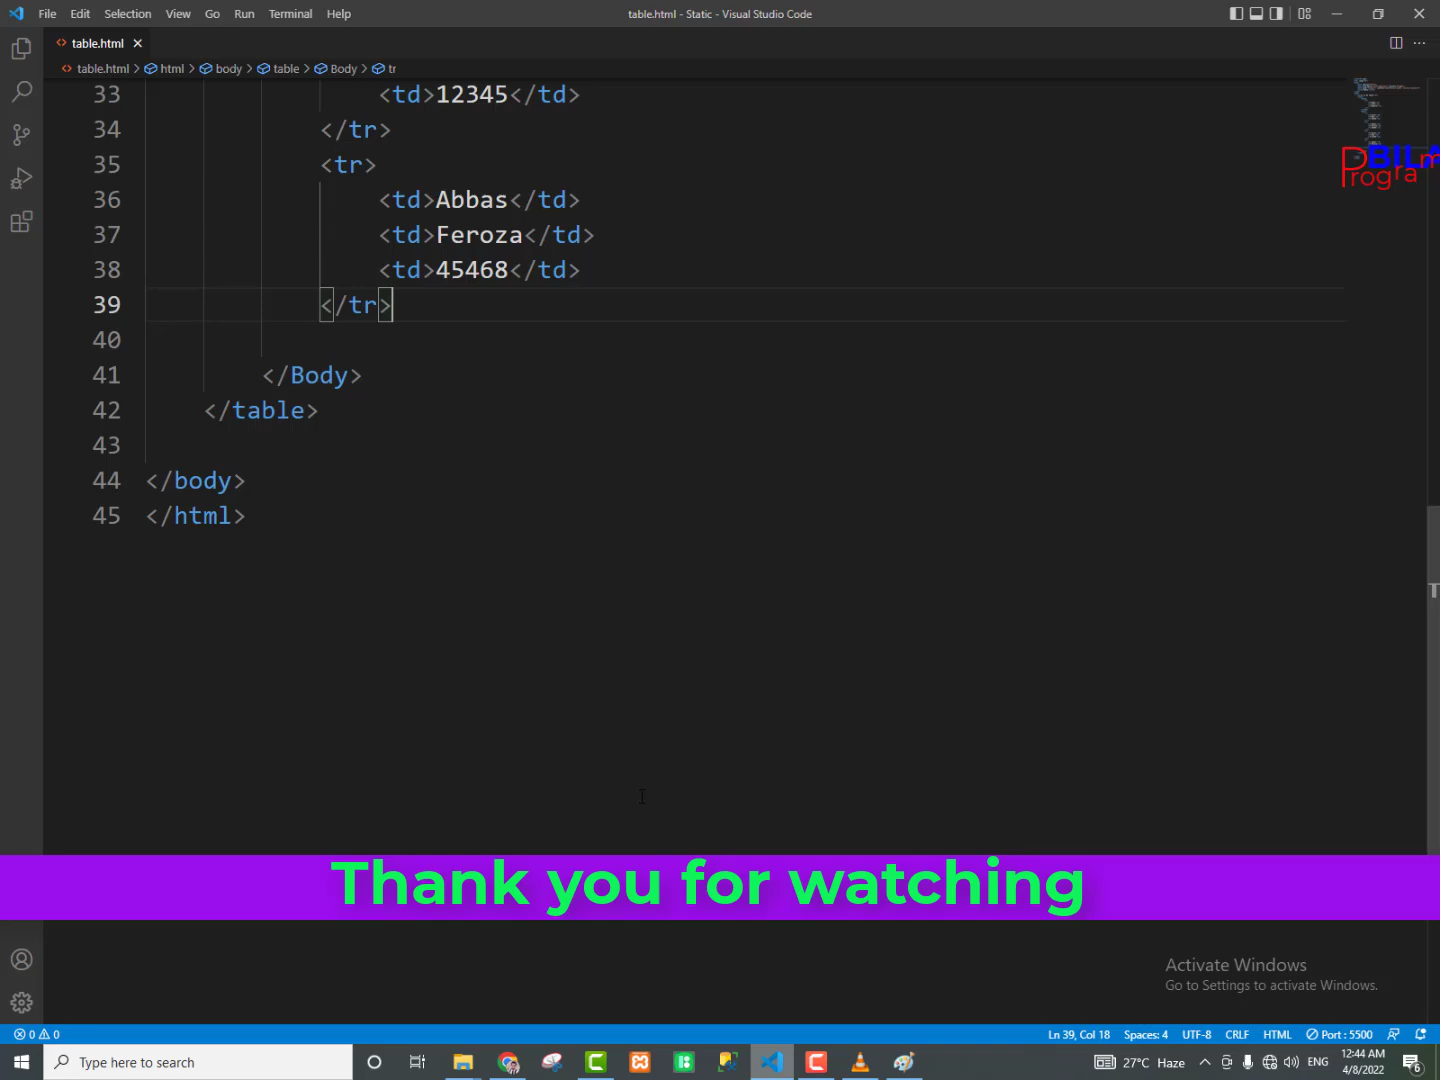 File Edit Selection View Go Run Terminal Help
table.html - Static - Visual Studio Code
table.html
table.html > html > body > table > Body > tr
33 <td>12345</td>
34 </tr>
35 <tr>
36 <td>Abbas</td>
37 <td>Feroza</td>
38 <td>45468</td>
39 </tr>
40
41 </Body>
42 </table>
43
44 </body>
45 </html>
Thank you for watching
Activate Windows
Go to Settings to activate Windows.
0 0
Ln 39, Col 18 Spaces: 4 UTF-8 CRLF HTML Port : 5500
Type here to search
27°C Haze
ENG
12:44 AM
4/8/2022
6